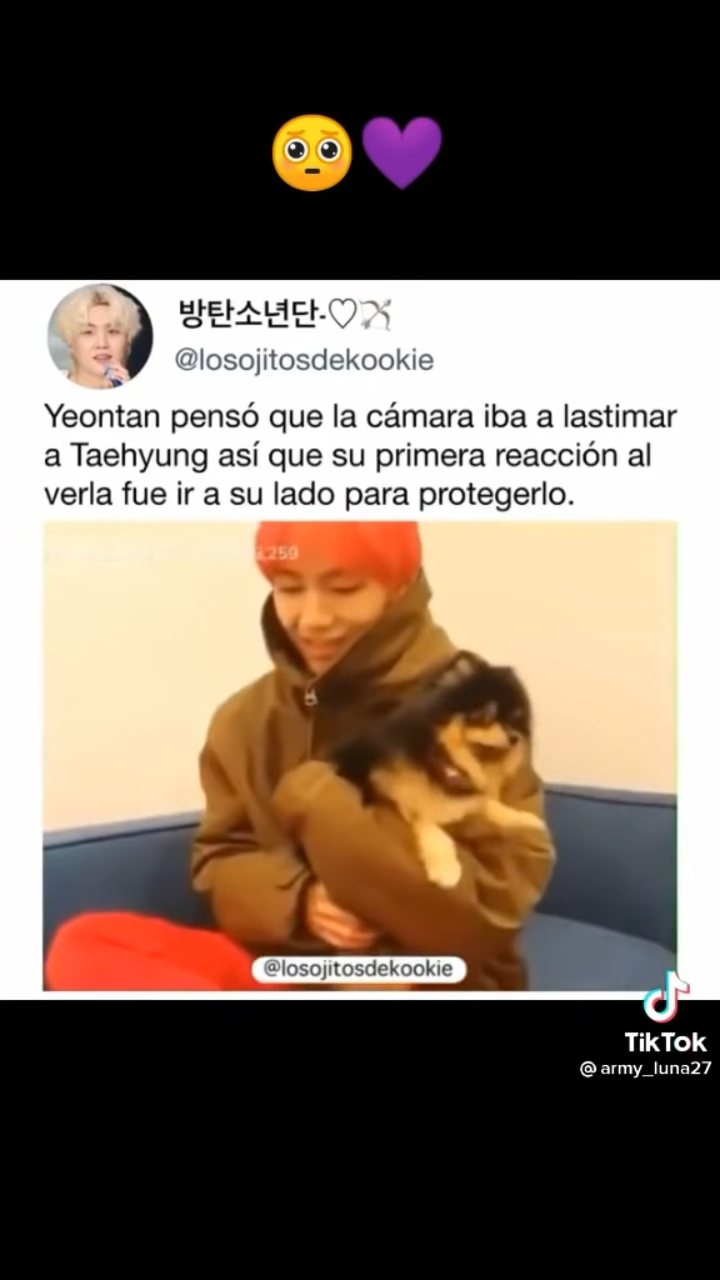 🥺💜
방탄소년단-♡🏹
@losojitosdekookie
Yeontan pensó que la cámara iba a lastimar
a Taehyung así que su primera reacción al
verla fue ir a su lado para protegerlo.
@losojitosdekookie
TikTok
@army_luna27